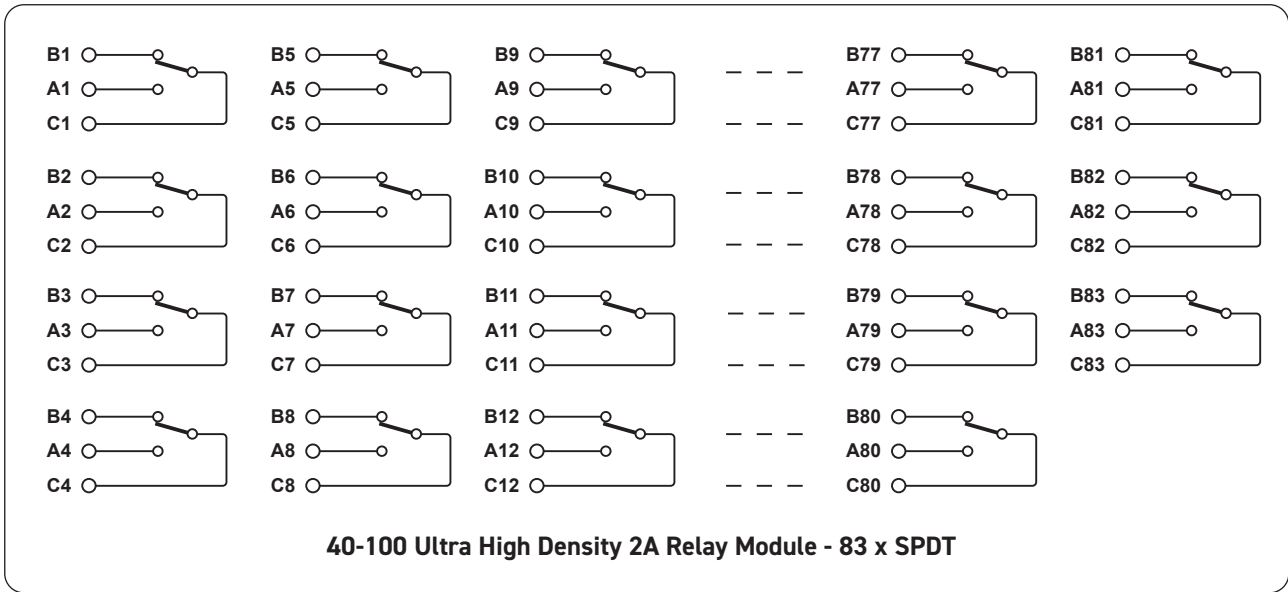 B1 B5 B9 B77 B81
A1 A5 A9 A77 A81
C1 C5 C9 C77 C81
B2 B6 B10 B78 B82
A2 A6 A10 A78 A82
C2 C6 C10 C78 C82
B3 B7 B11 B79 B83
A3 A7 A11 A79 A83
C3 C7 C11 C79 C83
B4 B8 B12 B80
A4 A8 A12 A80
C4 C8 C12 C80
40-100 Ultra High Density 2A Relay Module - 83 x SPDT